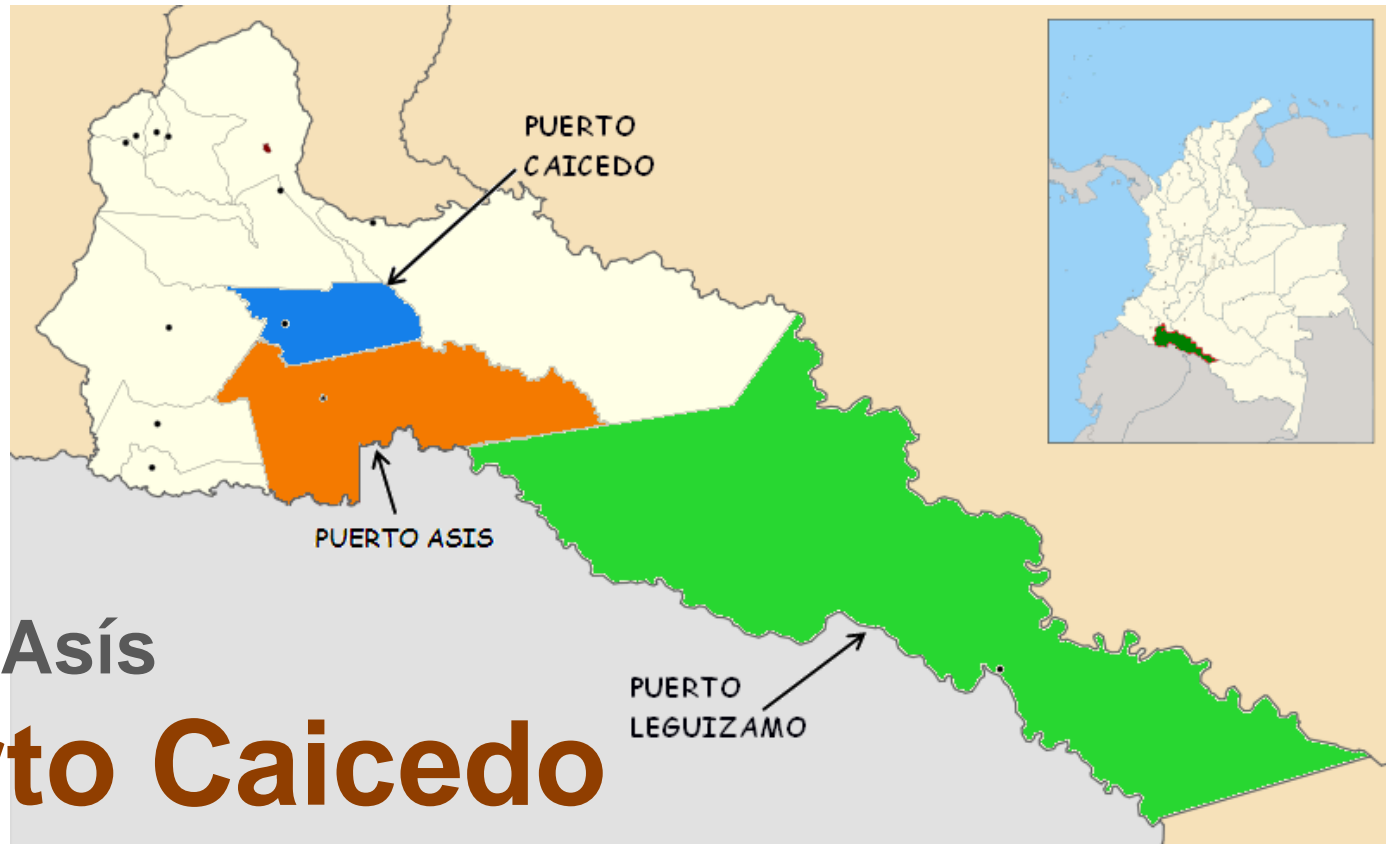 PUERTO
CAICEDO
PUERTO ASIS
Asís
PUERTO
LEGUIZAMO
rto Caicedo